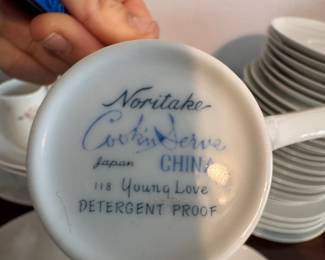 Noritake
Cook'n Serve
Japan CHINA
118 Young Love
DETERGENT PROOF